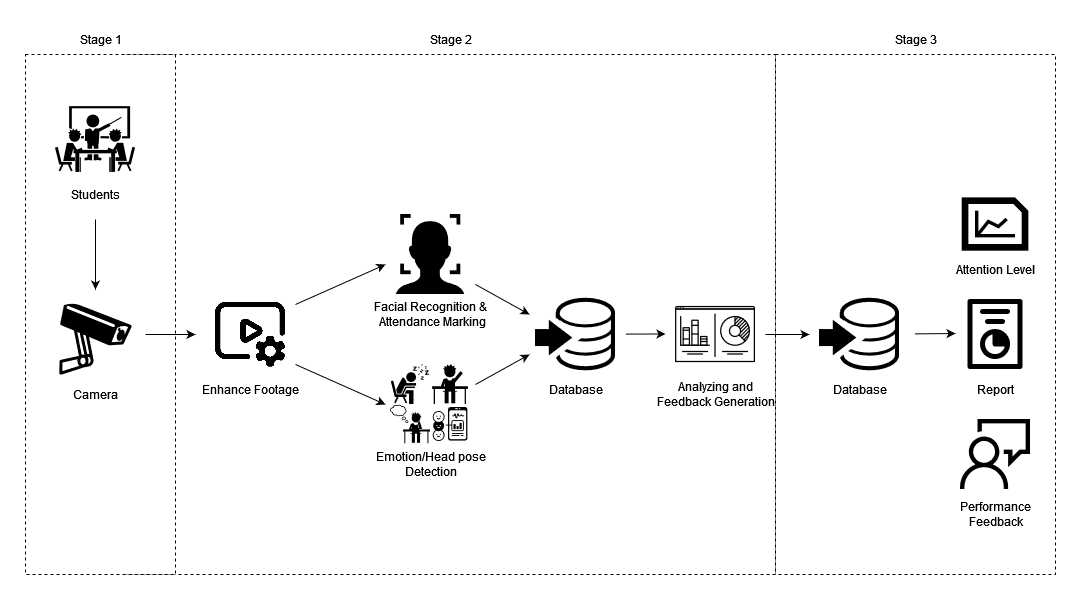 Stage 1
Stage 2
Stage 3
Students
Camera
Enhance Footage
Facial Recognition &
Attendance Marking
Emotion/Head pose
Detection
Database
Analyzing and
Feedback Generation
Database
Attention Level
Report
Performance
Feedback